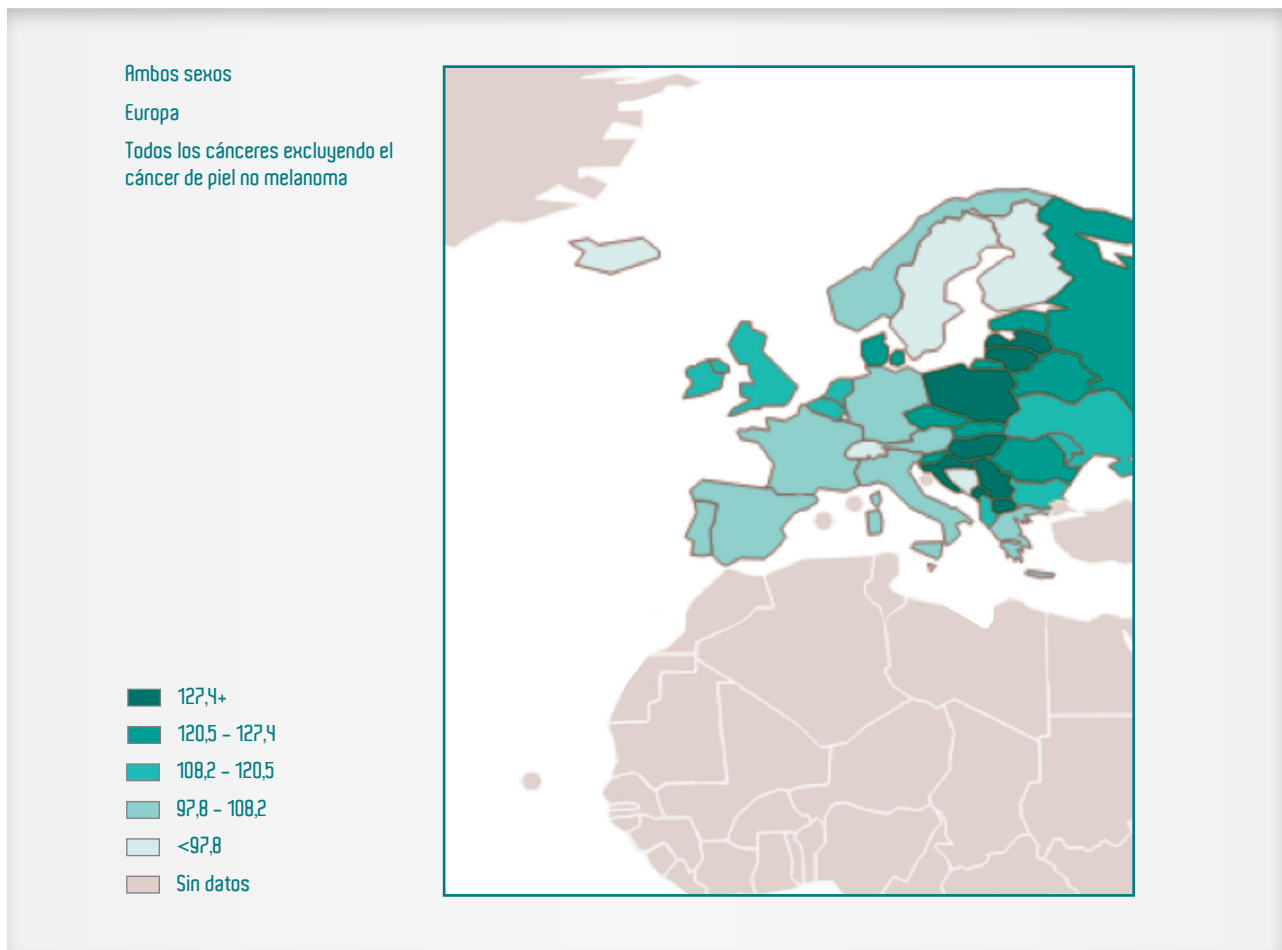 Ambos sexos
Europa
Todos los cánceres excluyendo el
cáncer de piel no melanoma
127,4+
120,5 – 127,4
108,2 – 120,5
97,8 – 108,2
<97,8
Sin datos